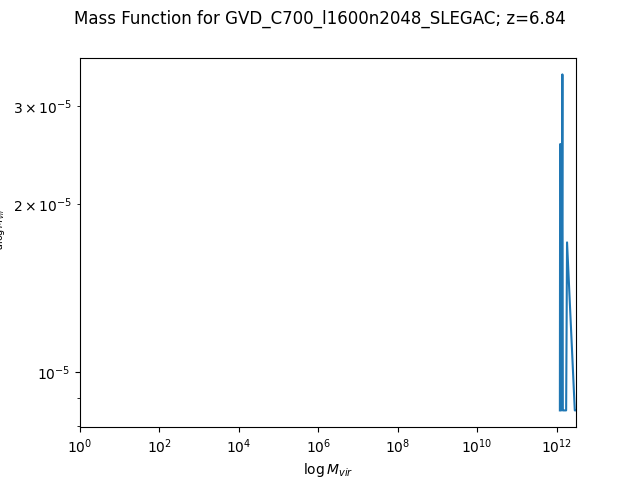 Mass Function for GVD_C700_l1600n2048_SLEGAC; z=6.84
3 × 10⁻⁵
2 × 10⁻⁵
10⁻⁵
10⁰ 10² 10⁴ 10⁶ 10⁸ 10¹⁰ 10¹²
log M_vir